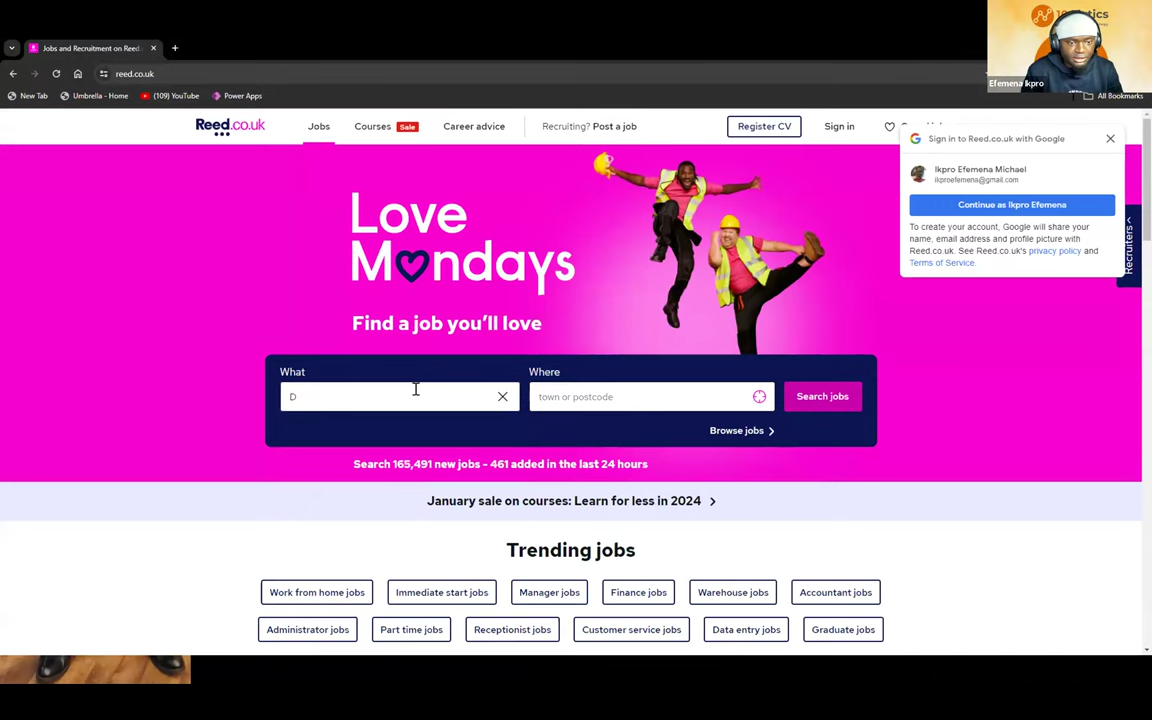 Jobs and Recruitment on Reed.
reed.co.uk
Efemena Ikpro
New Tab
Umbrella - Home
(109) YouTube
Power Apps
All Bookmarks
Reed.co.uk
Jobs
Courses
Sale
Career advice
Recruiting? Post a job
Register CV
Sign in
Sign in to Reed.co.uk with Google
Ikpro Efemena Michael
ikproefemena@gmail.com
Continue as Ikpro Efemena
To create your account, Google will share your
name, email address and profile picture with
Reed.co.uk. See Reed.co.uk's privacy policy and
Terms of Service.
Recruiters
Love
Mondays
Find a job you'll love
What
Where
D
town or postcode
Search jobs
Browse jobs
Search 165,491 new jobs - 461 added in the last 24 hours
January sale on courses: Learn for less in 2024
Trending jobs
Work from home jobs
Immediate start jobs
Manager jobs
Finance jobs
Warehouse jobs
Accountant jobs
Administrator jobs
Part time jobs
Receptionist jobs
Customer service jobs
Data entry jobs
Graduate jobs